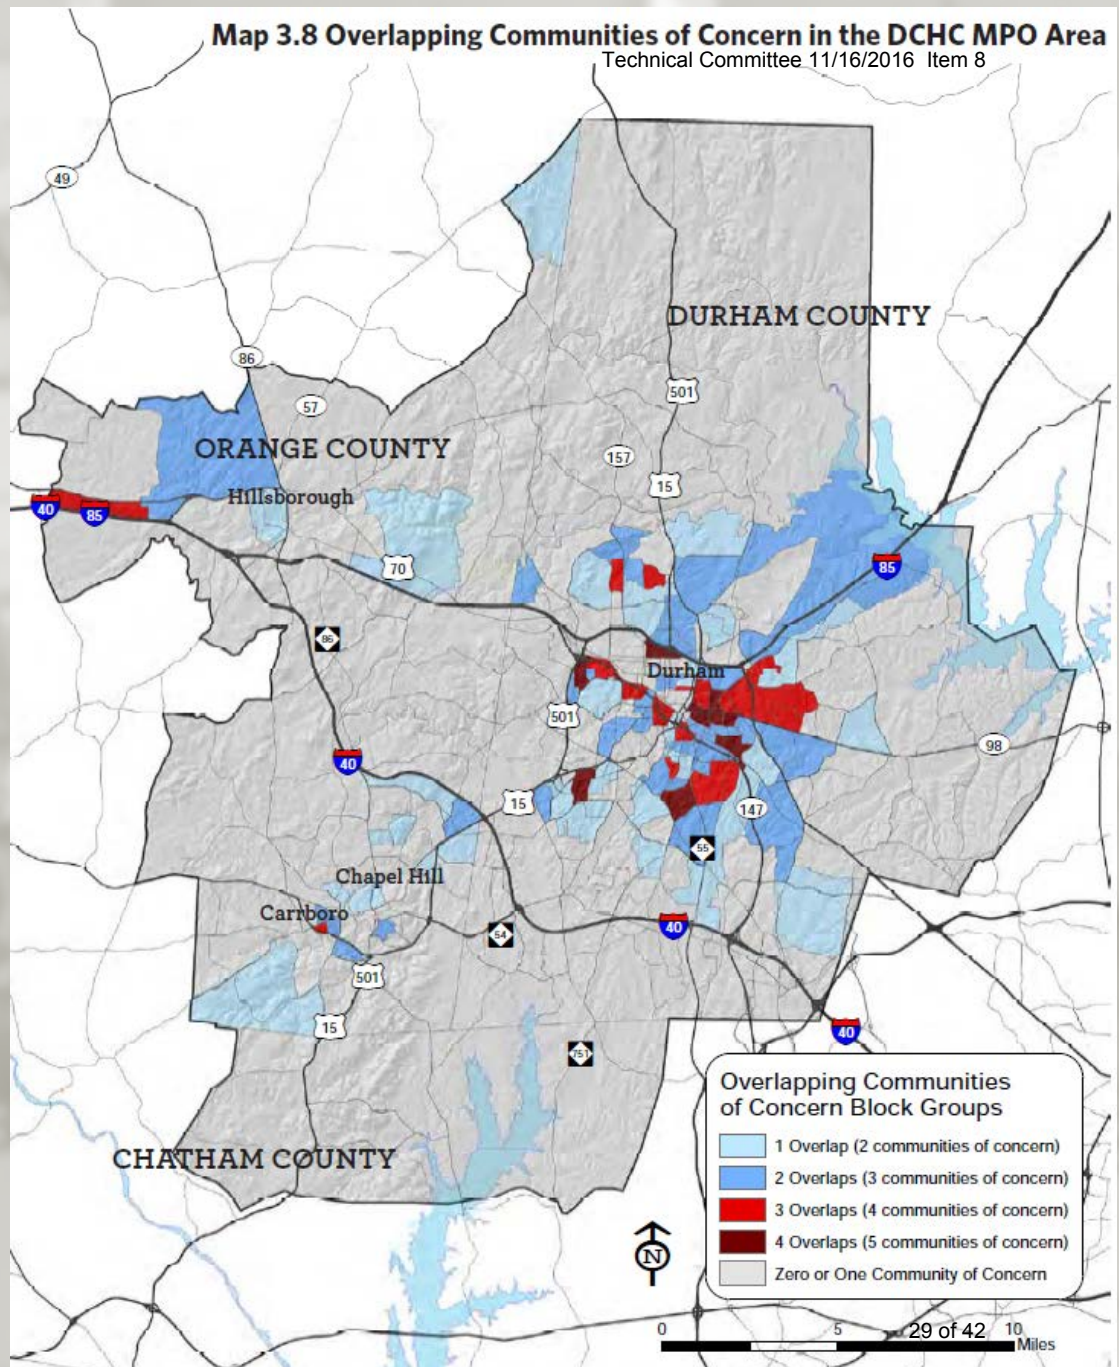 Map 3.8 Overlapping Communities of Concern in the DCHC MPO Area
Technical Committee 11/16/2016 Item 8
49
DURHAM COUNTY
86
501
57
ORANGE COUNTY
157
15
Hillsborough
40
85
70
85
86
Durham
501
98
40
15
147
55
Chapel Hill
Carrboro
54
40
501
15
40
751
Overlapping Communities
of Concern Block Groups
1 Overlap (2 communities of concern)
2 Overlaps (3 communities of concern)
3 Overlaps (4 communities of concern)
4 Overlaps (5 communities of concern)
Zero or One Community of Concern
CHATHAM COUNTY
N
0 5 10
29 of 42
Miles